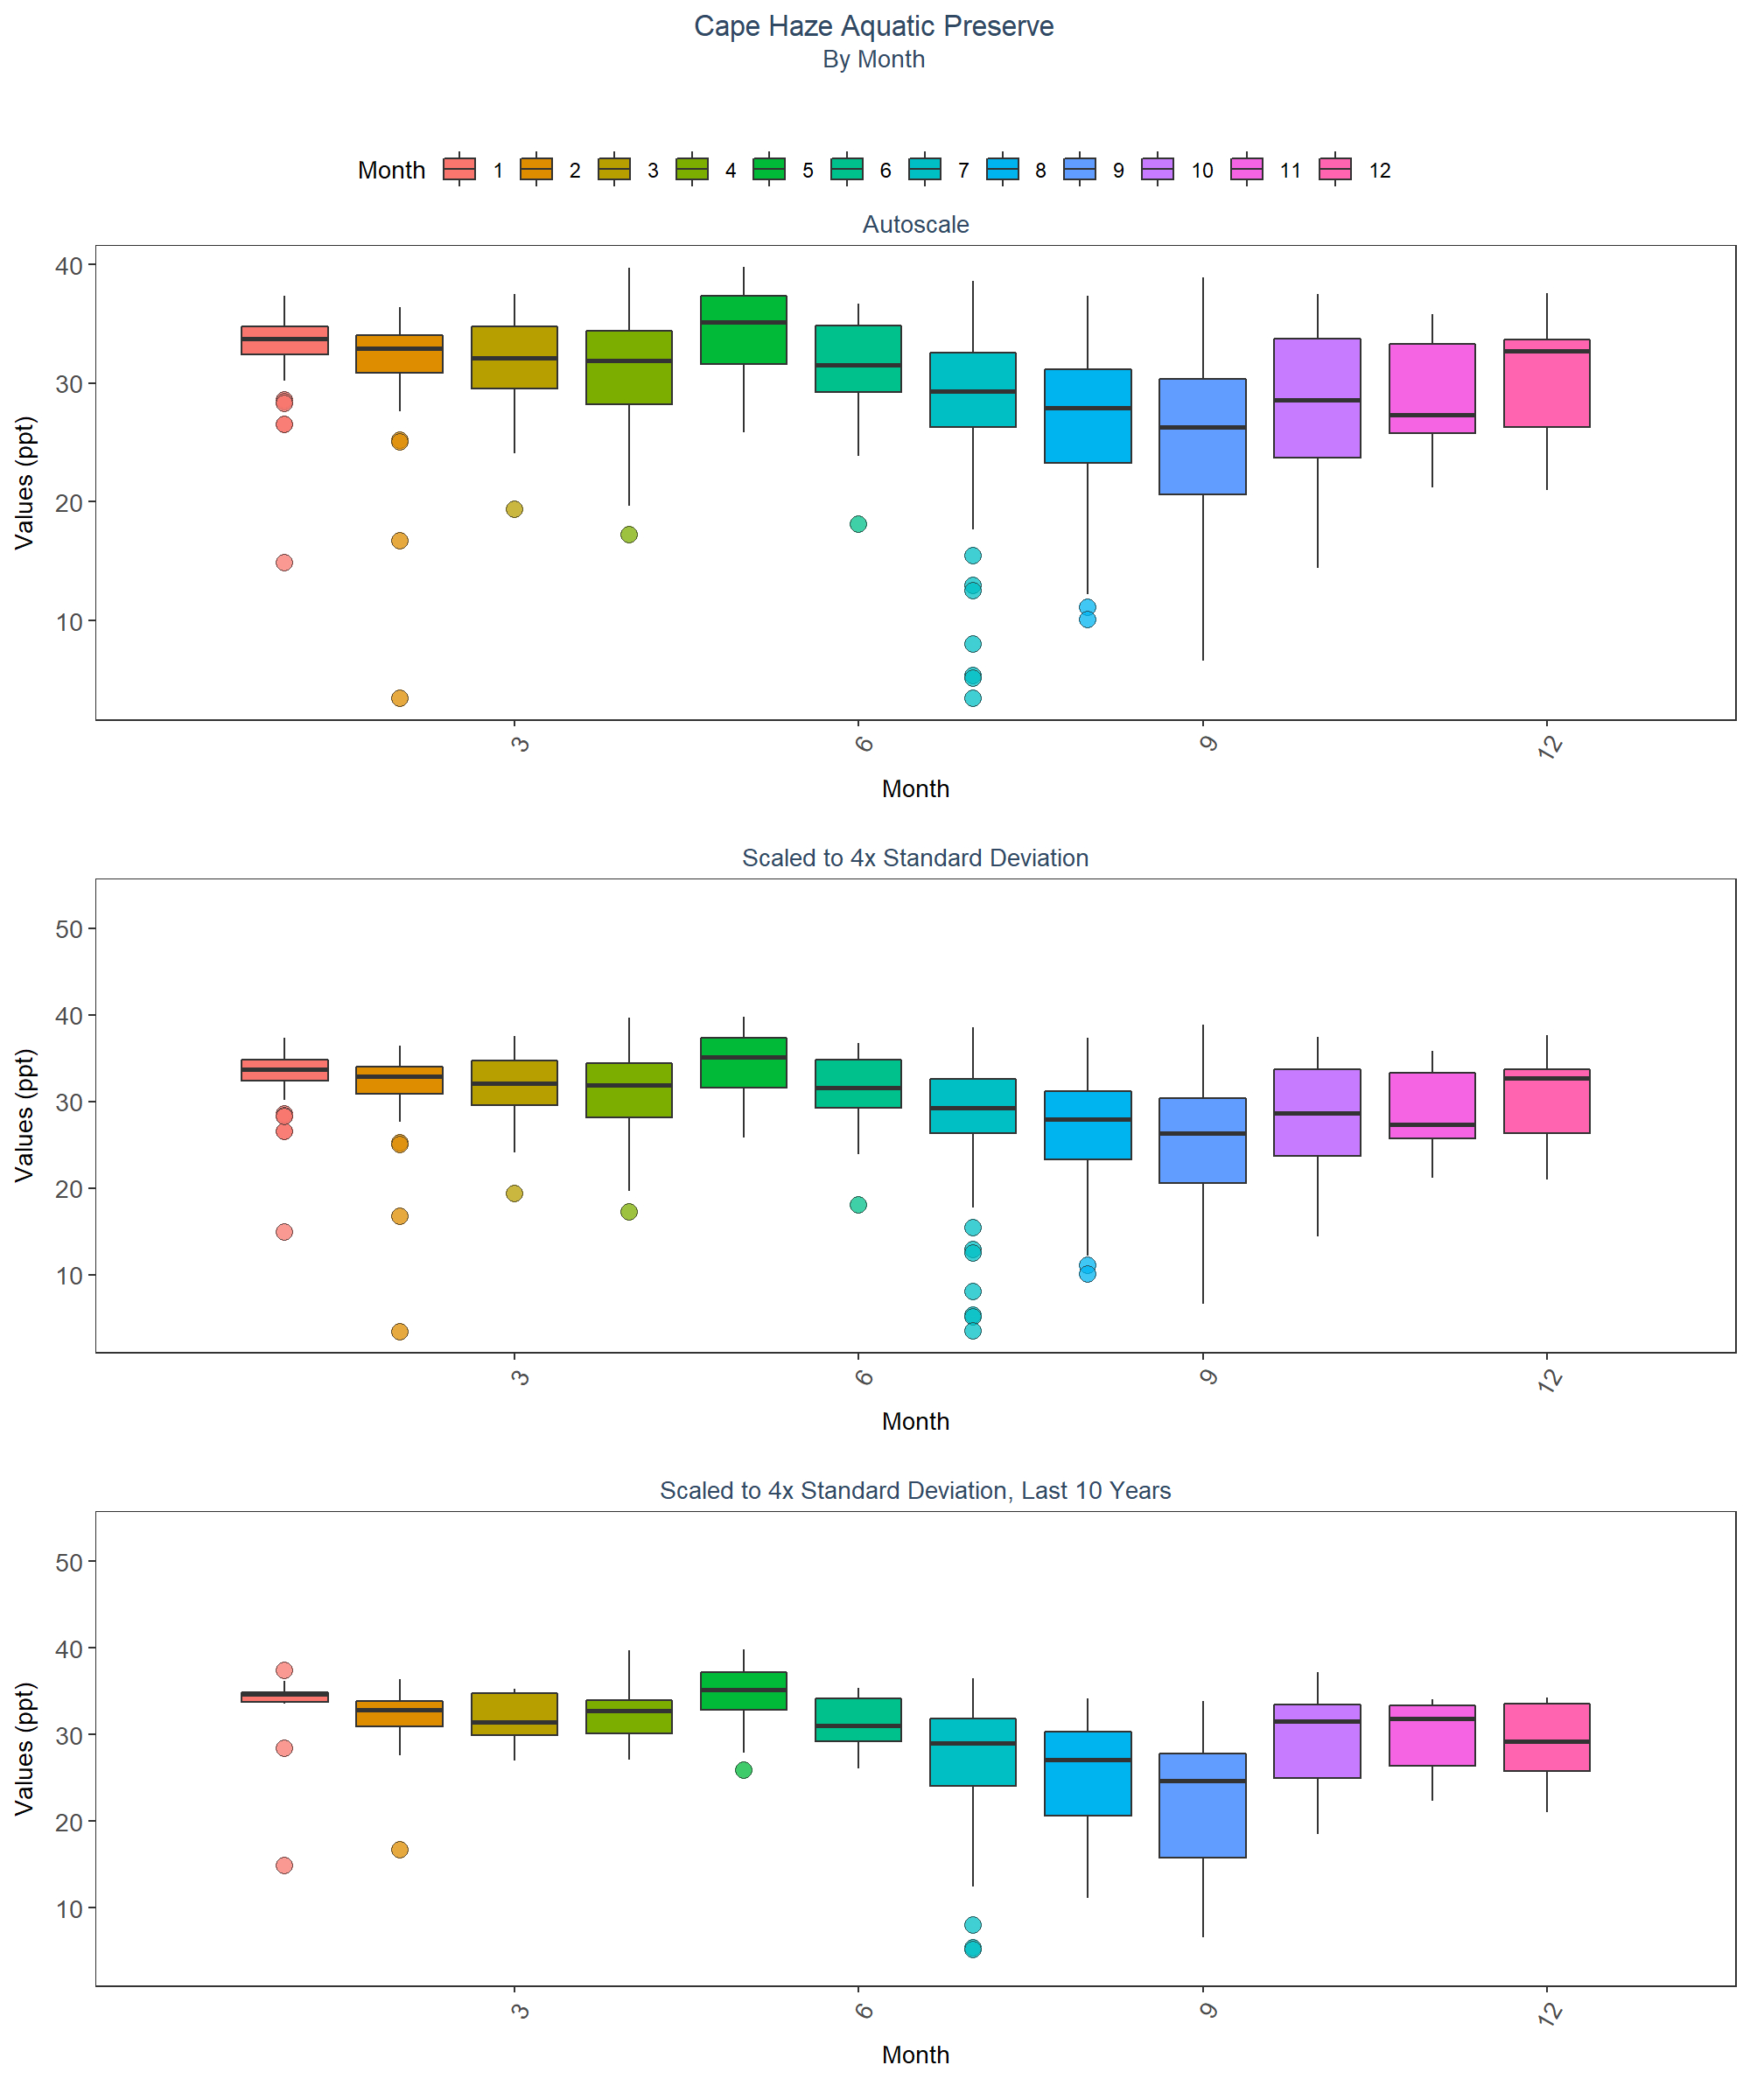 Cape Haze Aquatic Preserve
By Month
Month 1 2 3 4 5 6 7 8 9 10 11 12
Autoscale
40
30
20
10
Values (ppt)
3 6 9 12
Month
Scaled to 4x Standard Deviation
50
40
30
20
10
Values (ppt)
3 6 9 12
Month
Scaled to 4x Standard Deviation, Last 10 Years
50
40
30
20
10
Values (ppt)
3 6 9 12
Month